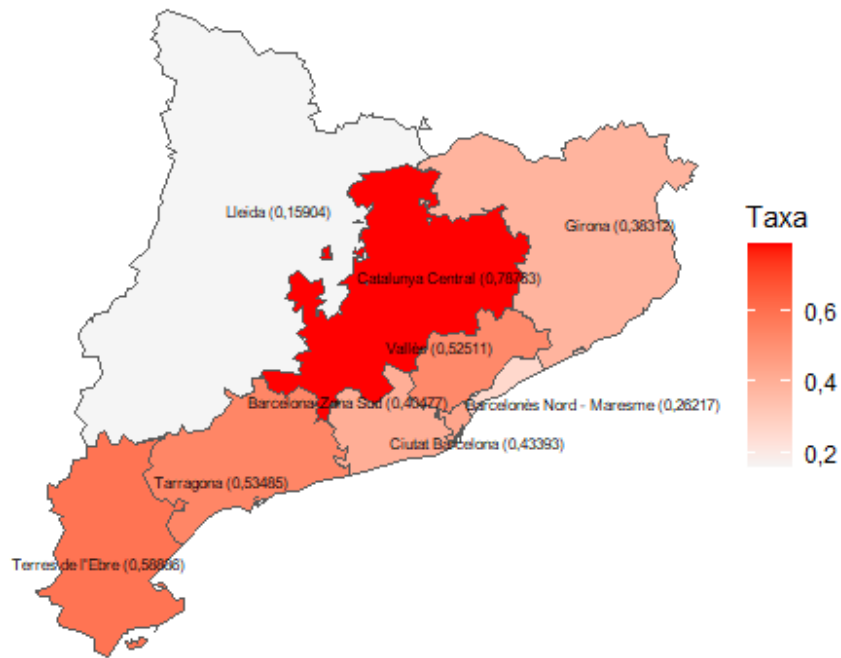 Lleida (0,15904)
Girona (0,38312)
Taxa
Catalunya Central (0,78763)
0,6
Vallès (0,52511)
0,4
Barcelona Zona Sud (0,40477)
Barcelonès Nord - Maresme (0,26217)
Ciutat Barcelona (0,43393)
0,2
Tarragona (0,53485)
Terres de l"Ebre (0,58886)